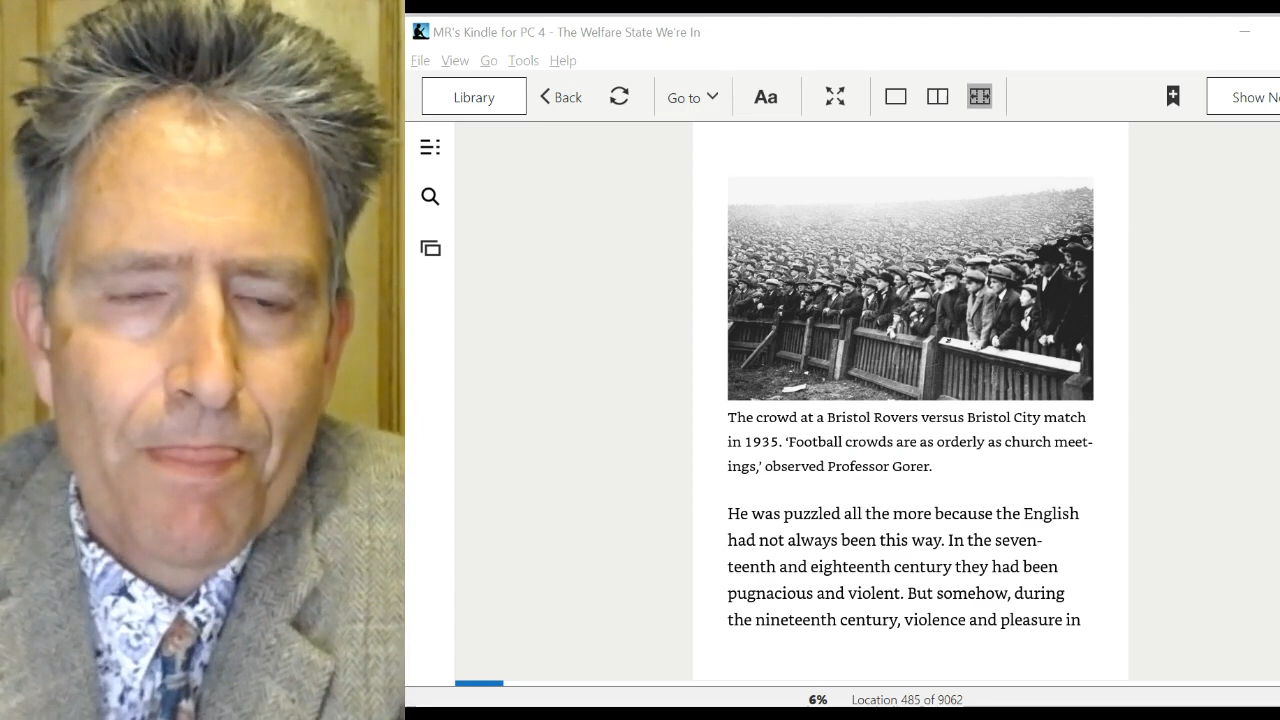 MR's Kindle for PC 4 - The Welfare State We're In
File View Go Tools Help
Library Back Go to Aa
The crowd at a Bristol Rovers versus Bristol City match
in 1935. ‘Football crowds are as orderly as church meet-
ings,’ observed Professor Gorer.
He was puzzled all the more because the English
had not always been this way. In the seven-
teenth and eighteenth century they had been
pugnacious and violent. But somehow, during
the nineteenth century, violence and pleasure in
6% Location 485 of 9062